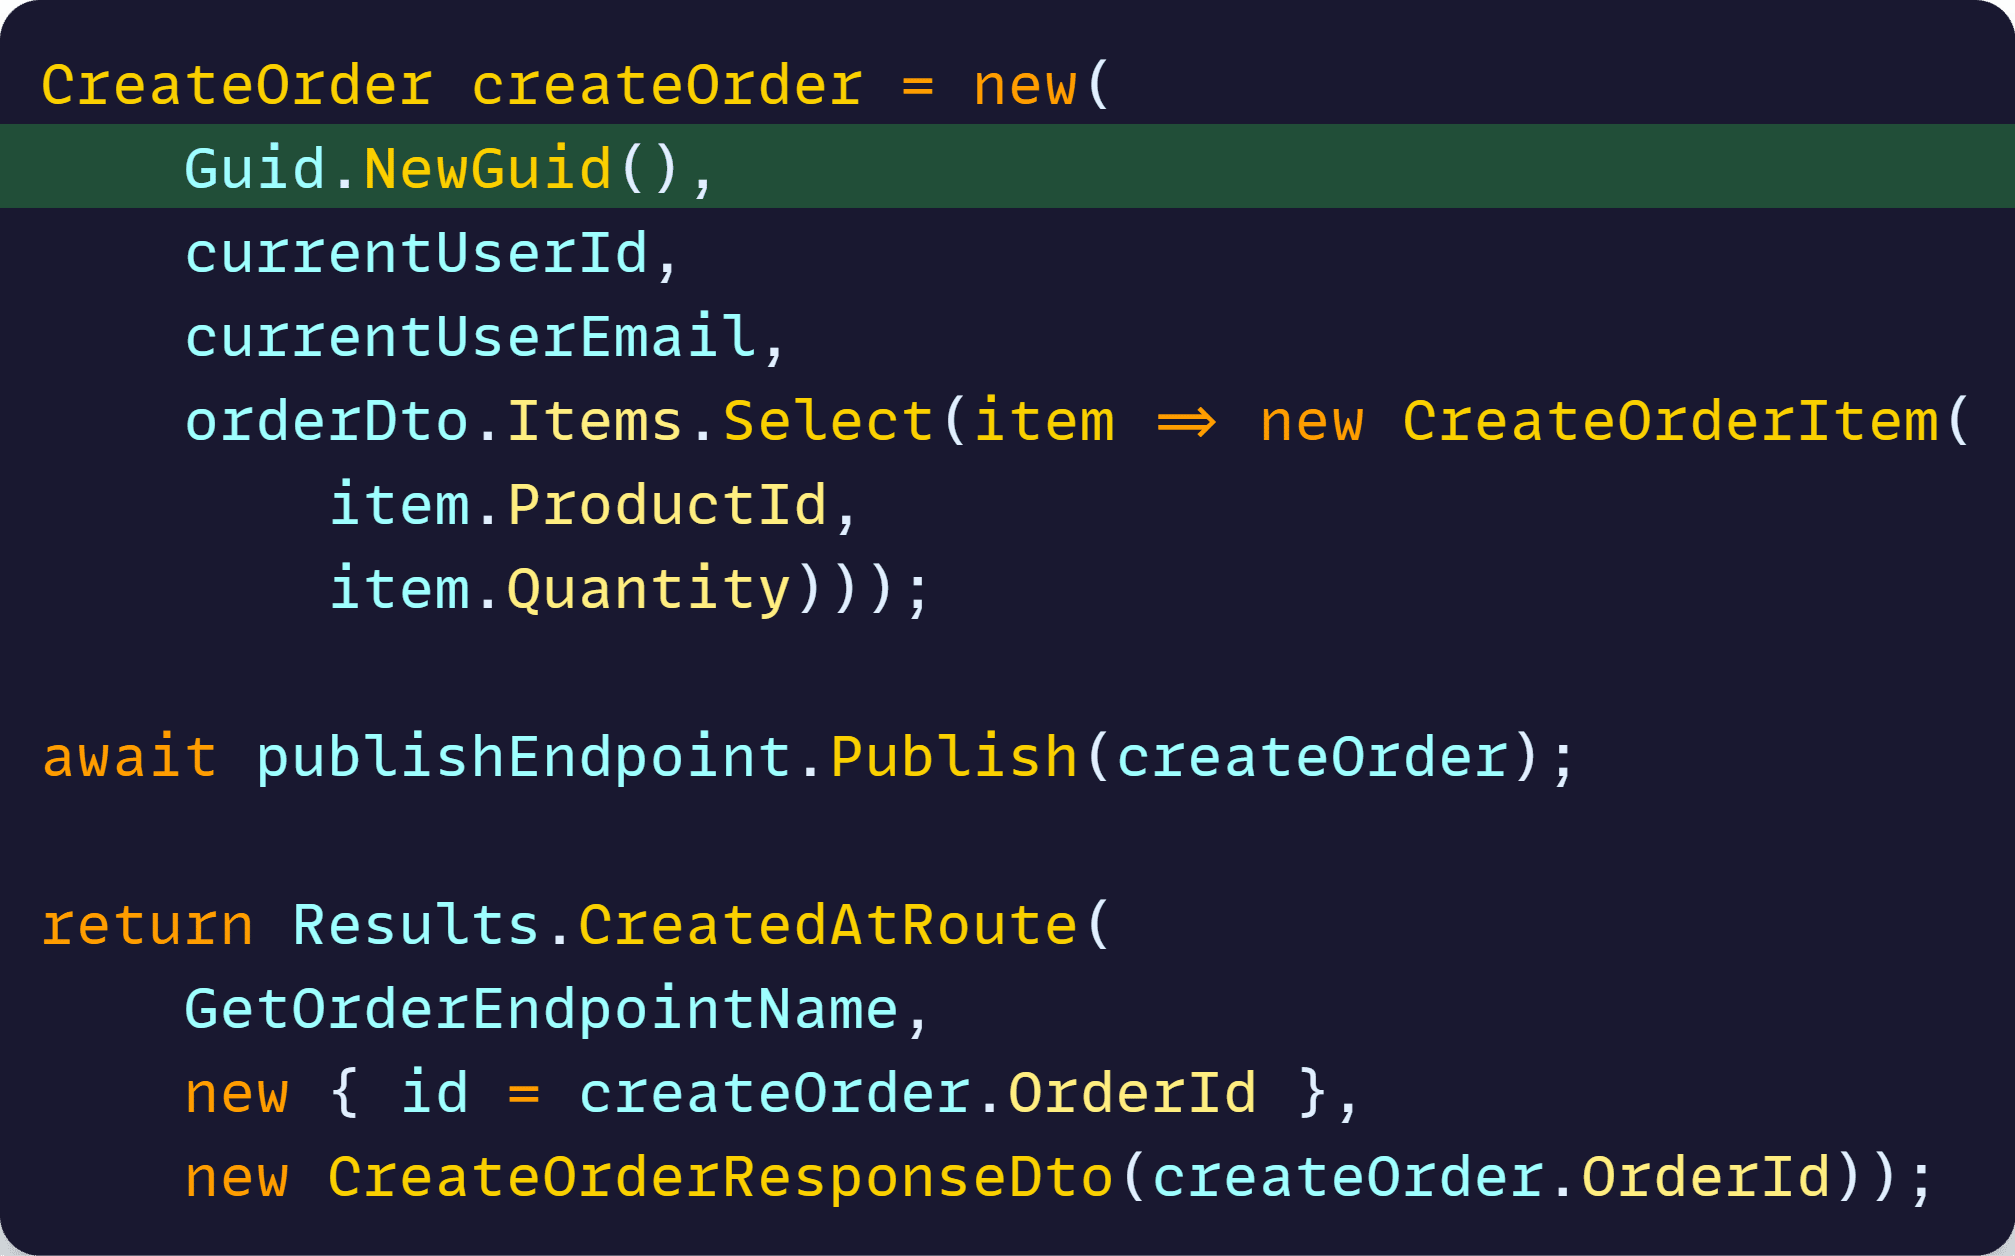 CreateOrder createOrder = new(
    Guid.NewGuid(),
    currentUserId,
    currentUserEmail,
    orderDto.Items.Select(item => new CreateOrderItem(
        item.ProductId,
        item.Quantity)));

await publishEndpoint.Publish(createOrder);

return Results.CreatedAtRoute(
    GetOrderEndpointName,
    new { id = createOrder.OrderId },
    new CreateOrderResponseDto(createOrder.OrderId));